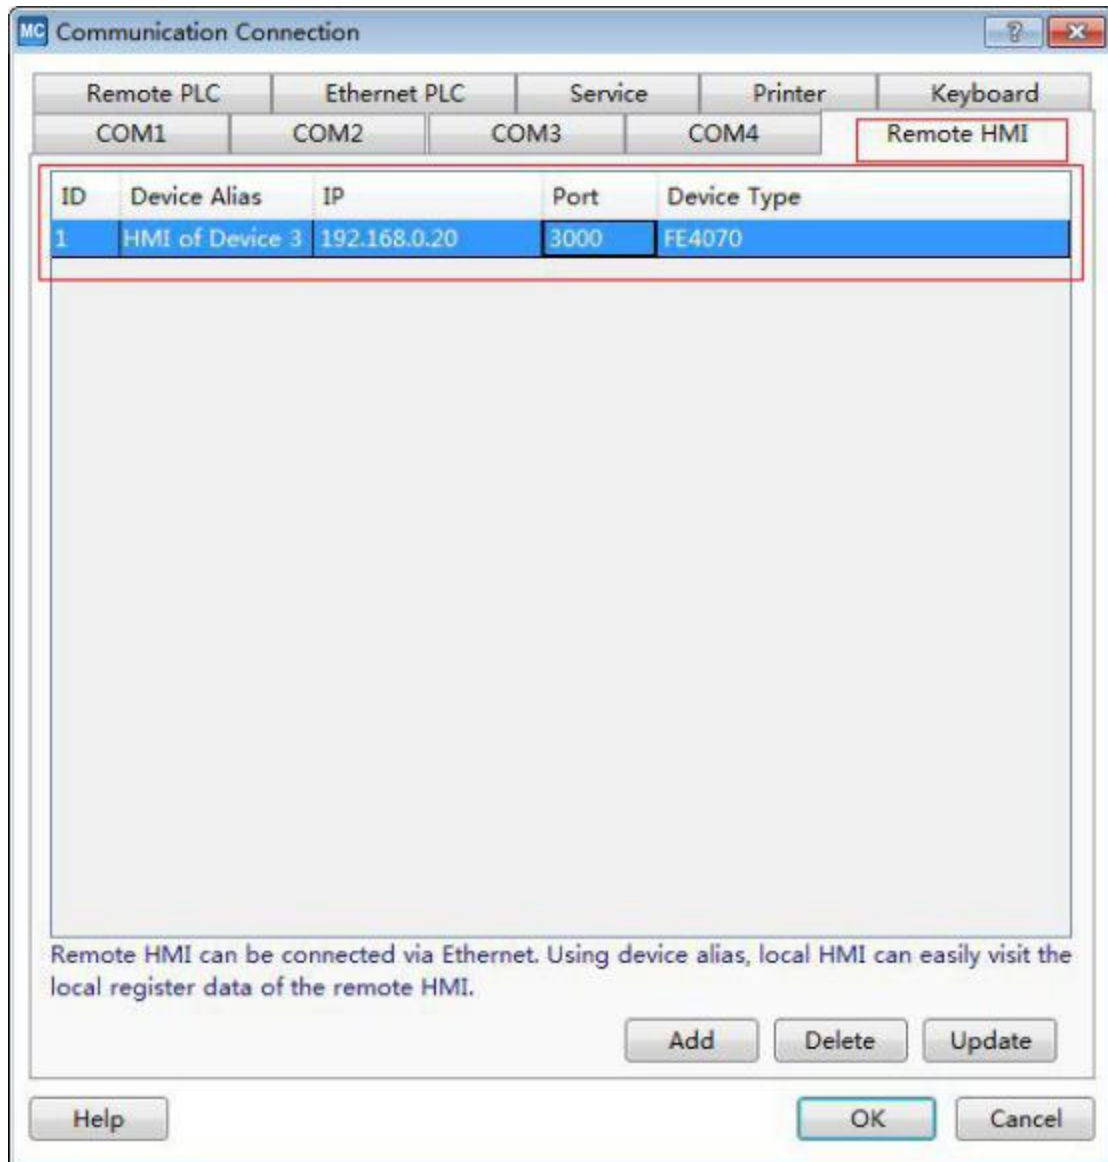 MC Communication Connection
Remote PLC Ethernet PLC Service Printer Keyboard
COM1 COM2 COM3 COM4 Remote HMI
ID Device Alias IP Port Device Type
1 HMI of Device 3 192.168.0.20 3000 FE4070
Remote HMI can be connected via Ethernet. Using device alias, local HMI can easily visit the
local register data of the remote HMI.
Add Delete Update
Help OK Cancel